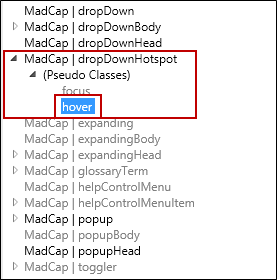 MadCap | dropDown
MadCap | dropDownBody
MadCap | dropDownHead
MadCap | dropDownHotspot
(Pseudo Classes)
focus
hover
MadCap | expanding
MadCap | expandingBody
MadCap | expandingHead
MadCap | glossaryTerm
MadCap | helpControlMenu
MadCap | helpControlMenuItem
MadCap | popup
MadCap | popupBody
MadCap | popupHead
MadCap | toggler